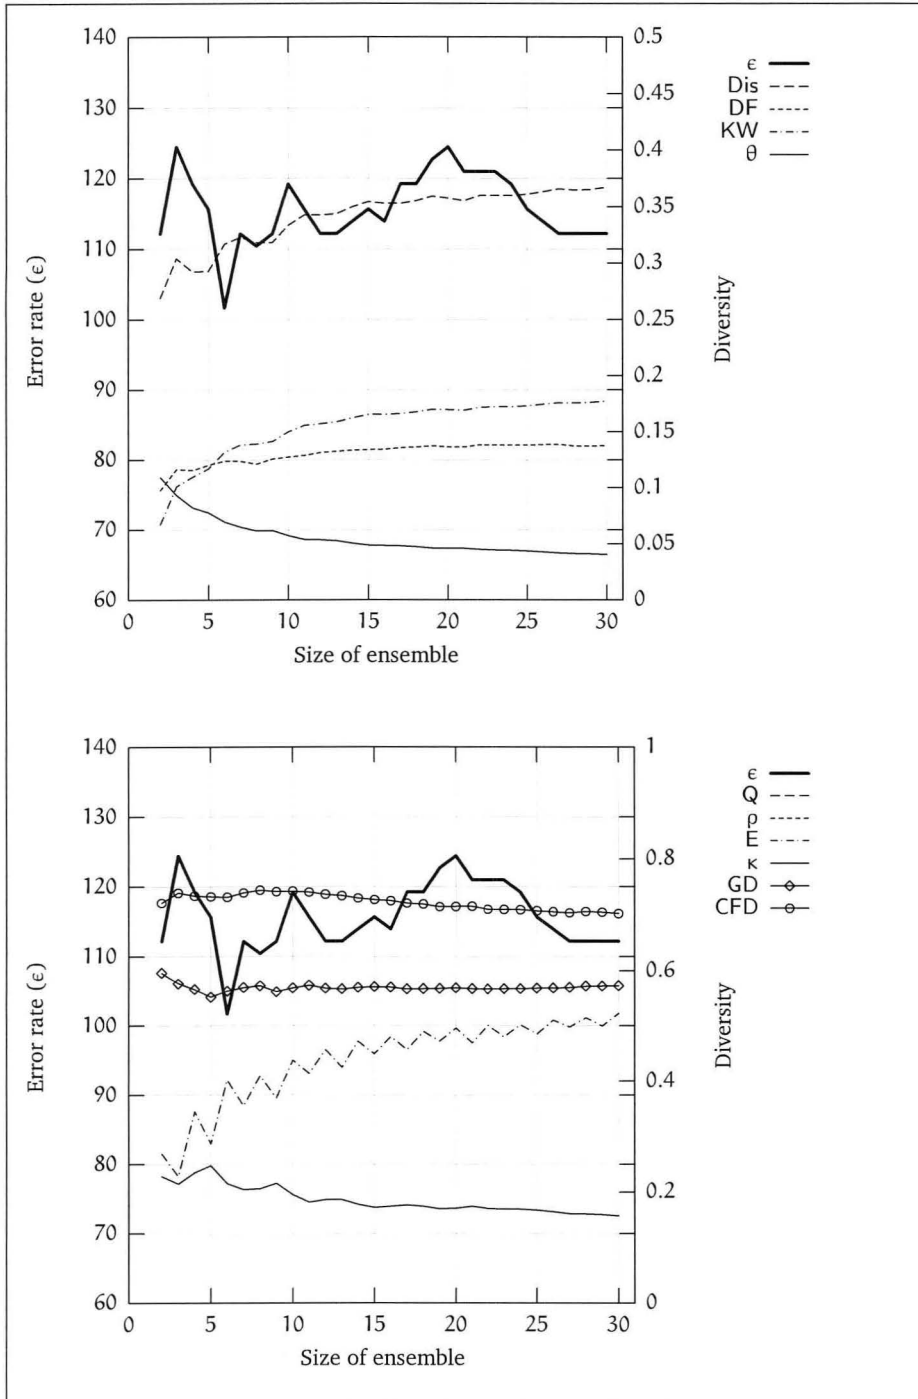 140
130
120
110
100
90
80
70
60
Error rate (ϵ)
0 5 10 15 20 25 30
Size of ensemble
0.5
0.45
0.4
0.35
0.3
0.25
0.2
0.15
0.1
0.05
0
Diversity
ϵ
Dis
DF
KW
θ
140
130
120
110
100
90
80
70
60
Error rate (ϵ)
0 5 10 15 20 25 30
Size of ensemble
1
0.8
0.6
0.4
0.2
0
Diversity
ϵ
Q
ρ
E
κ
GD
CFD